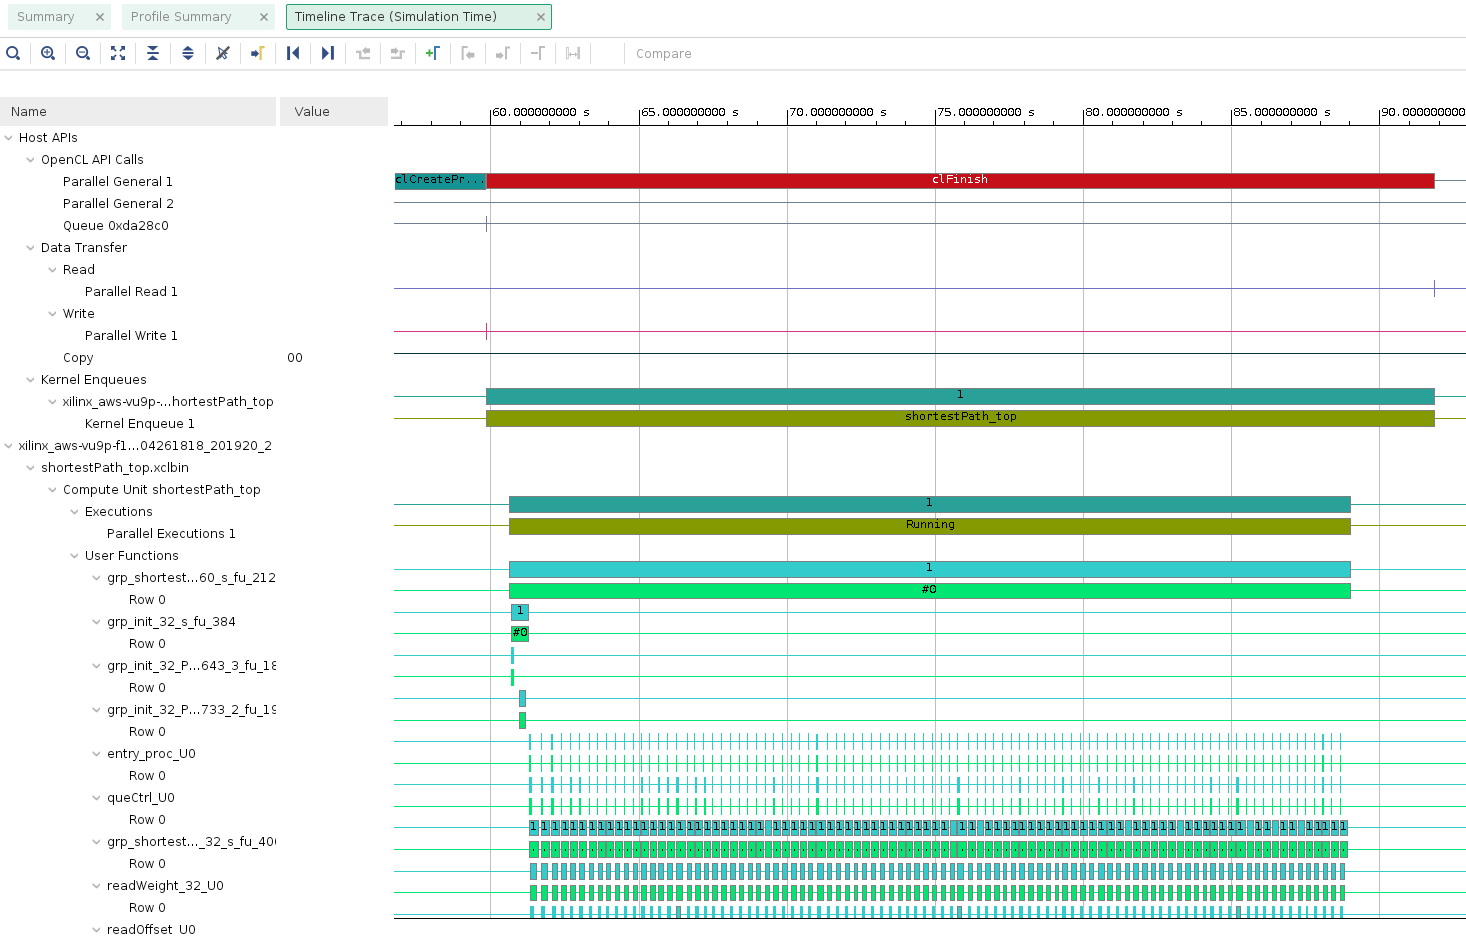 Summary Profile Summary Timeline Trace (Simulation Time)
Compare
Name Value 60.000000000 s 65.000000000 s 70.000000000 s 75.000000000 s 80.000000000 s 85.000000000 s 90.0000000000
Host APIs
OpenCL API Calls
Parallel General 1 clCreatePr... clFinish
Parallel General 2
Queue 0xda28c0
Data Transfer
Read
Parallel Read 1
Write
Parallel Write 1
Copy 00
Kernel Enqueues
xilinx_aws-vu9p-...hortestPath_top 1
Kernel Enqueue 1 shortestPath_top
xilinx_aws-vu9p-f1...04261818_201920_2
shortestPath_top.xclbin
Compute Unit shortestPath_top
Executions 1
Parallel Executions 1 Running
User Functions
grp_shortest...60_s_fu_212 1
Row 0 #0
grp_init_32_s_fu_384 1
Row 0 #0
grp_init_32_P...643_3_fu_18
Row 0
grp_init_32_P...733_2_fu_19
Row 0
entry_proc_U0
Row 0
queCtrl_U0
Row 0
grp_shortest..._32_s_fu_400
Row 0
readWeight_32_U0
Row 0
readOffset_U0